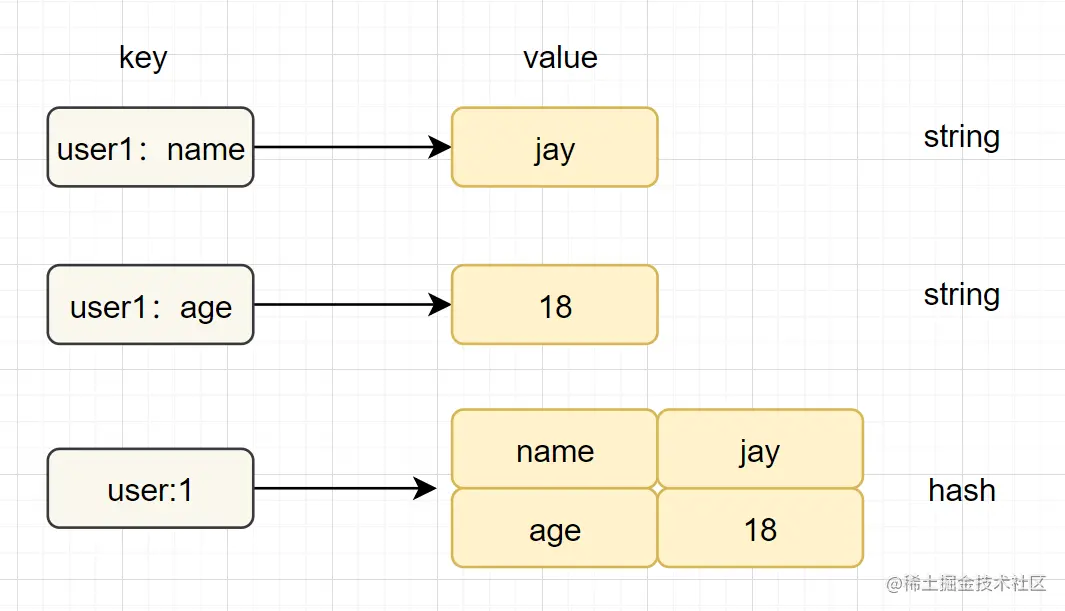 key
value
user1：name
jay
string
user1：age
18
string
user:1
name
jay
age
18
hash
@稀土掘金技术社区